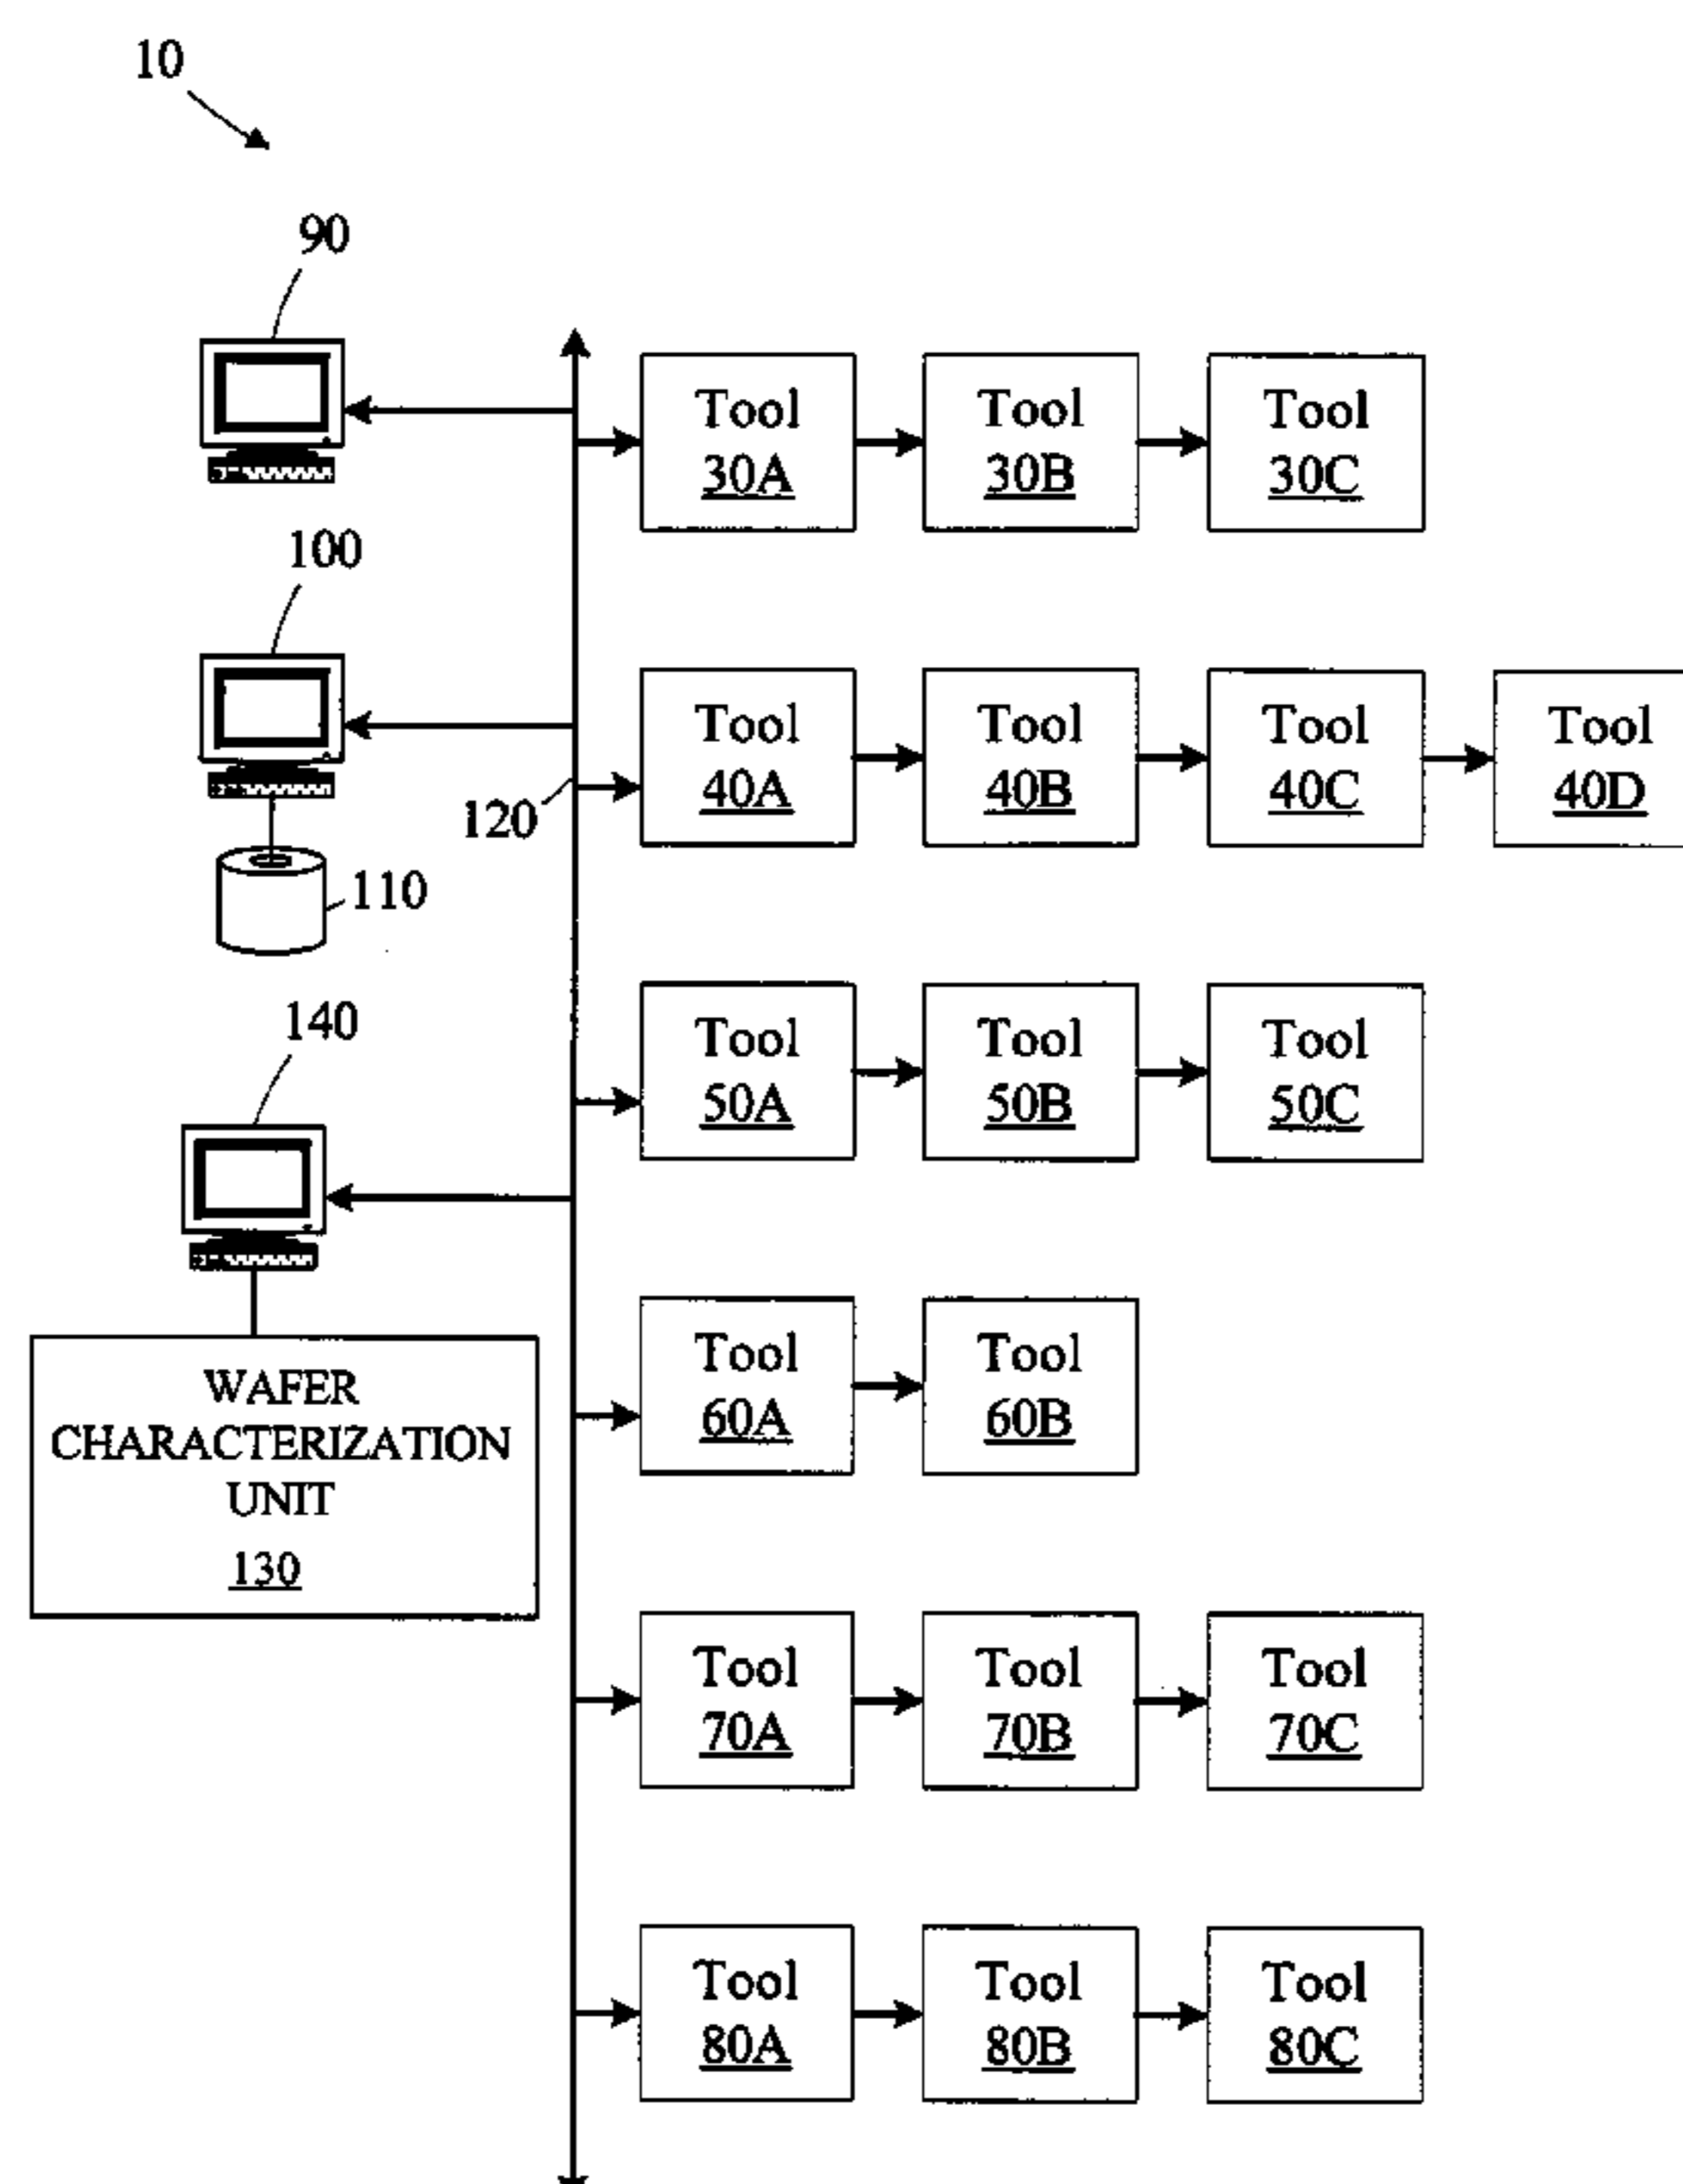 10
90
Tool Tool Tool
30A 30B 30C
100
Tool Tool Tool Tool
40A 40B 40C 40D
120
110
140
Tool Tool Tool
50A 50B 50C
WAFER
CHARACTERIZATION
UNIT
130
Tool Tool
60A 60B
Tool Tool Tool
70A 70B 70C
Tool Tool Tool
80A 80B 80C